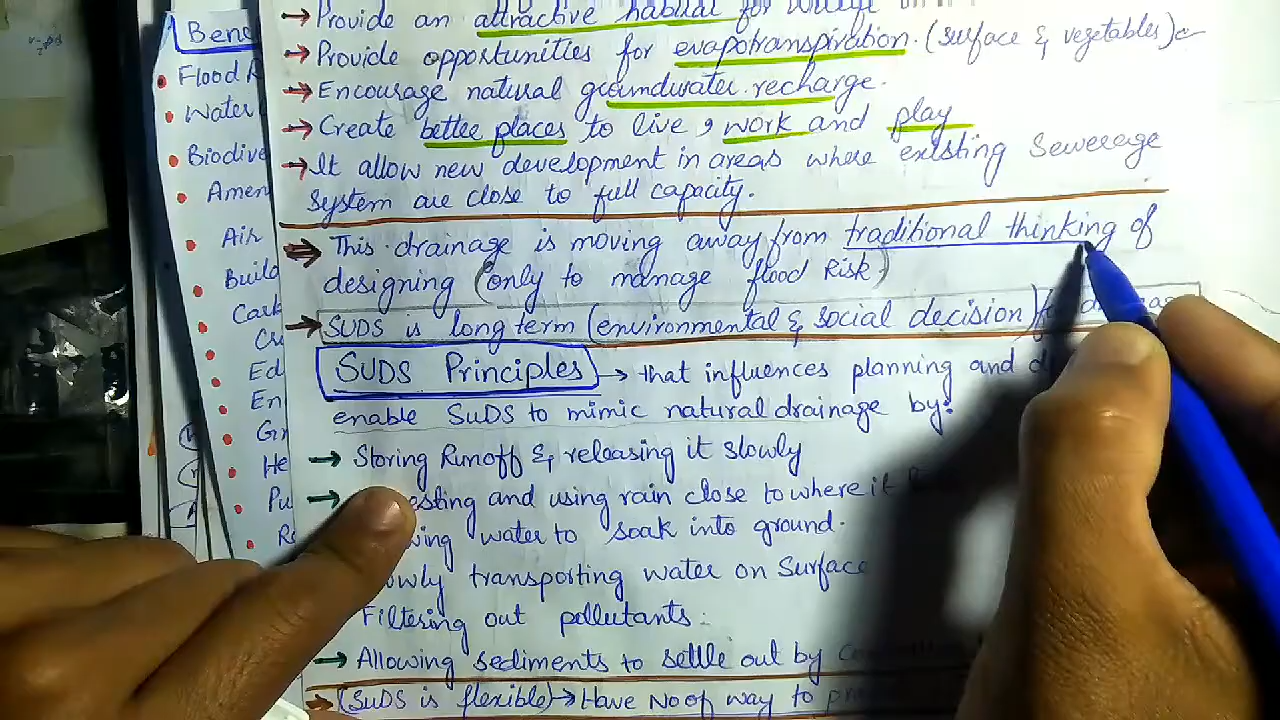 Bene
Flood R
Water
Biodive
Amen
Air
Build
Carb
Cr
Ed
En
Gr
He
Pu
Re
→ Provide an attractive habitat for
→ Provide opportunities for evapotranspiration. (surface & vegetables)
→ Encourage natural groundwater recharge.
→ Create better places to live, work and play
→ It allow new development in areas where existing Sewerage
system are close to full capacity.
⇒ This drainage is moving away from traditional thinking of
designing (only to manage flood Risk)
→ SUDS is long term (environmental & social decision)
SUDS Principles → that influences planning and
enable SuDS to mimic natural drainage by:
→ Storing Runoff & releasing it slowly
→ esting and using rain close to where it
wing water to soak into ground.
owly transporting water on Surface
Filtering out pollutants.
→ Allowing sediments to settle out by
→ (SuDS is flexible) → Have No of way to